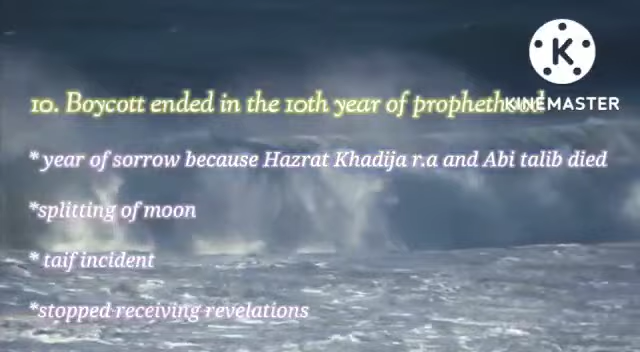 10. Boycott ended in the 10th year of prophethood.
KINEMASTER
* year of sorrow because Hazrat Khadija r.a and Abi talib died
*splitting of moon
* taif incident
*stopped receiving revelations